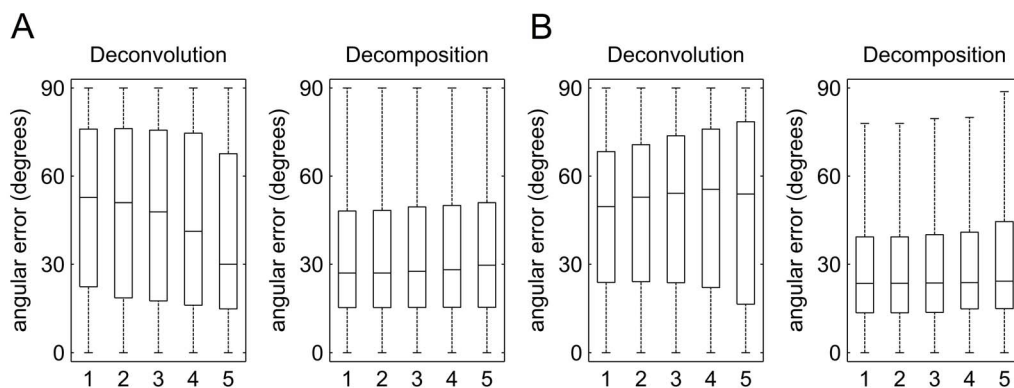 A
B
Deconvolution
Decomposition
Deconvolution
Decomposition
angular error (degrees)
90
60
30
0
1 2 3 4 5
angular error (degrees)
90
60
30
0
1 2 3 4 5
angular error (degrees)
90
60
30
0
1 2 3 4 5
angular error (degrees)
90
60
30
0
1 2 3 4 5